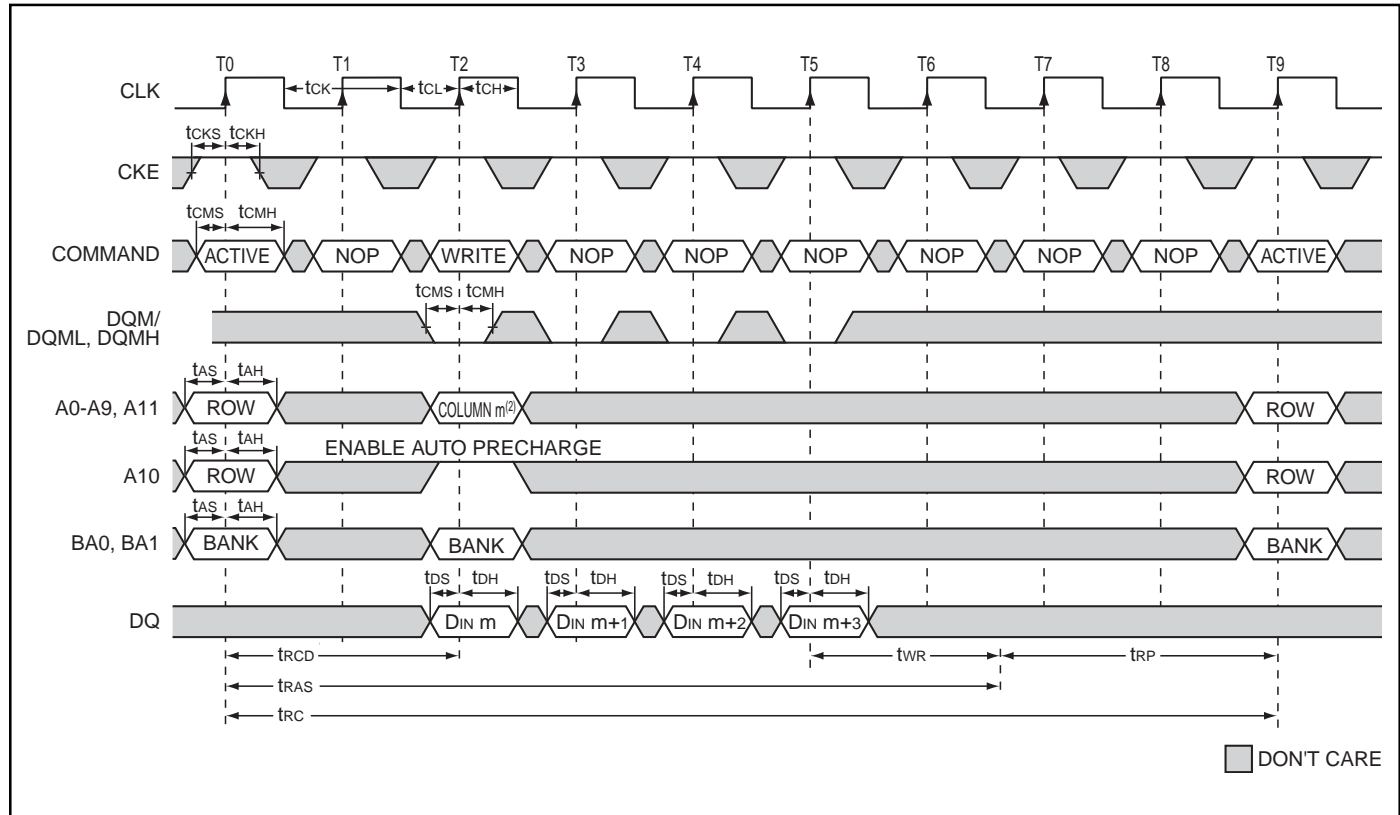 T0 T1 T2 T3 T4 T5 T6 T7 T8 T9
CLK tCK tCL tCH
tCKS tCKH
CKE
tCMS tCMH
COMMAND ACTIVE NOP WRITE NOP NOP NOP NOP NOP NOP ACTIVE
tCMS tCMH
DQM/
DQML, DQMH
tAS tAH
A0-A9, A11 ROW COLUMN m(2) ROW
tAS tAH ENABLE AUTO PRECHARGE
A10 ROW ROW
tAS tAH
BA0, BA1 BANK BANK BANK
tDS tDH tDS tDH tDS tDH tDS tDH
DQ DIN m DIN m+1 DIN m+2 DIN m+3
tRCD tWR tRP
tRAS
tRC
DON'T CARE